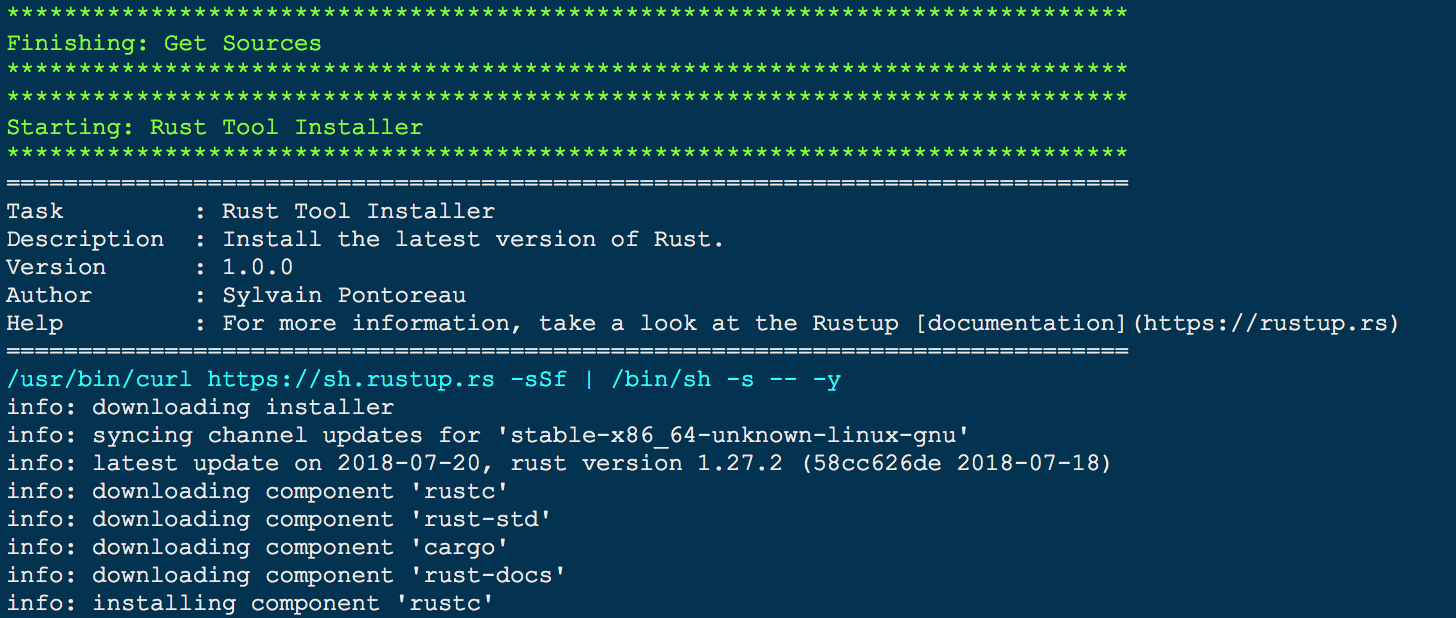 ******************************************************************************
Finishing: Get Sources
******************************************************************************
******************************************************************************
Starting: Rust Tool Installer
******************************************************************************
==============================================================================
Task         : Rust Tool Installer
Description  : Install the latest version of Rust.
Version      : 1.0.0
Author       : Sylvain Pontoreau
Help         : For more information, take a look at the Rustup [documentation](https://rustup.rs)
==============================================================================
/usr/bin/curl https://sh.rustup.rs -sSf | /bin/sh -s -- -y
info: downloading installer
info: syncing channel updates for 'stable-x86_64-unknown-linux-gnu'
info: latest update on 2018-07-20, rust version 1.27.2 (58cc626de 2018-07-18)
info: downloading component 'rustc'
info: downloading component 'rust-std'
info: downloading component 'cargo'
info: downloading component 'rust-docs'
info: installing component 'rustc'